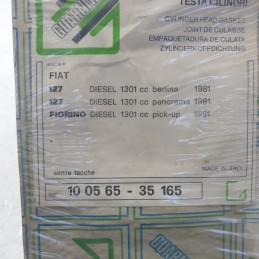 TESTA CILINDRI
CYLINDER HEAD GASKET
JOINT DE CULASSE
EMPAQUETADURA DE CULATA
ZYLINDERKOPFDICHTUNG
FIAT
127 DIESEL 1301 cc berlina 1981
127 DIESEL 1301 cc panorama 1981
FIORINO DIESEL 1301 cc pick-up 1981
MADE IN ITALY
senza tacche
10 05 65 - 35 165